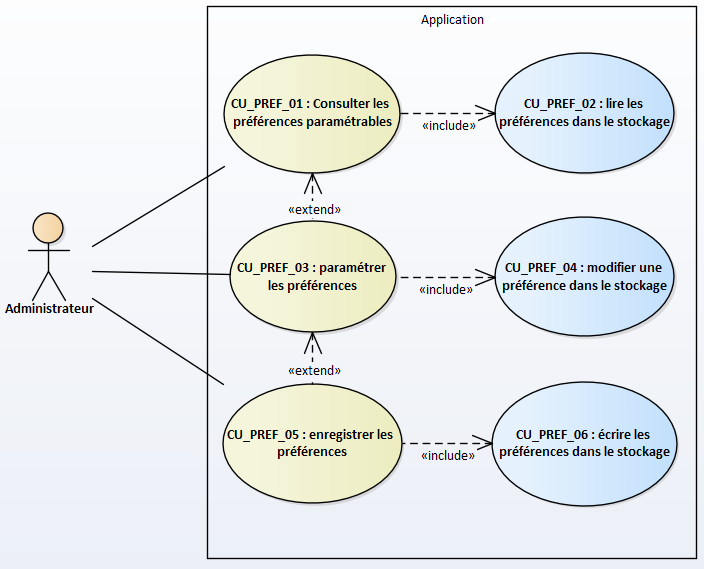 Application
CU_PREF_01 : Consulter les
préférences paramétrables
CU_PREF_02 : lire les
préférences dans le stockage
«include»
«extend»
CU_PREF_03 : paramétrer
les préférences
CU_PREF_04 : modifier une
préférence dans le stockage
«include»
Administrateur
«extend»
CU_PREF_05 : enregistrer les
préférences
CU_PREF_06 : écrire les
préférences dans le stockage
«include»